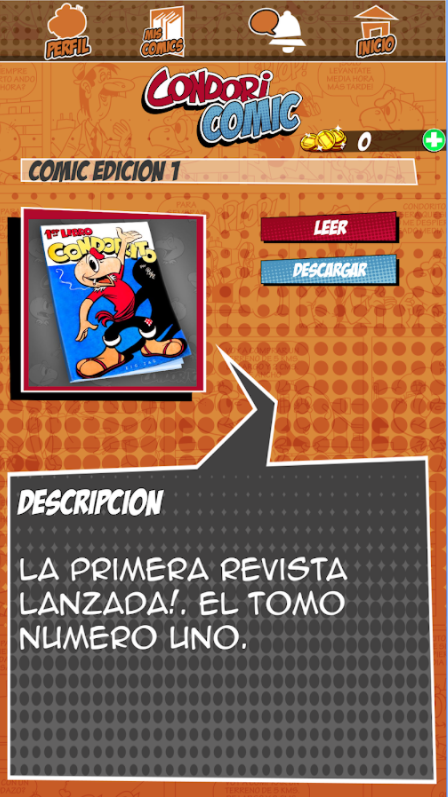 PERFIL
MIS
COMICS
INICIO
CONDORI
COMIC
0
COMIC EDICION 1
1er LIBRO
CONDORITO
LEER
DESCARGAR
DESCRIPCION
LA PRIMERA REVISTA
LANZADA!. EL TOMO
NUMERO UNO.